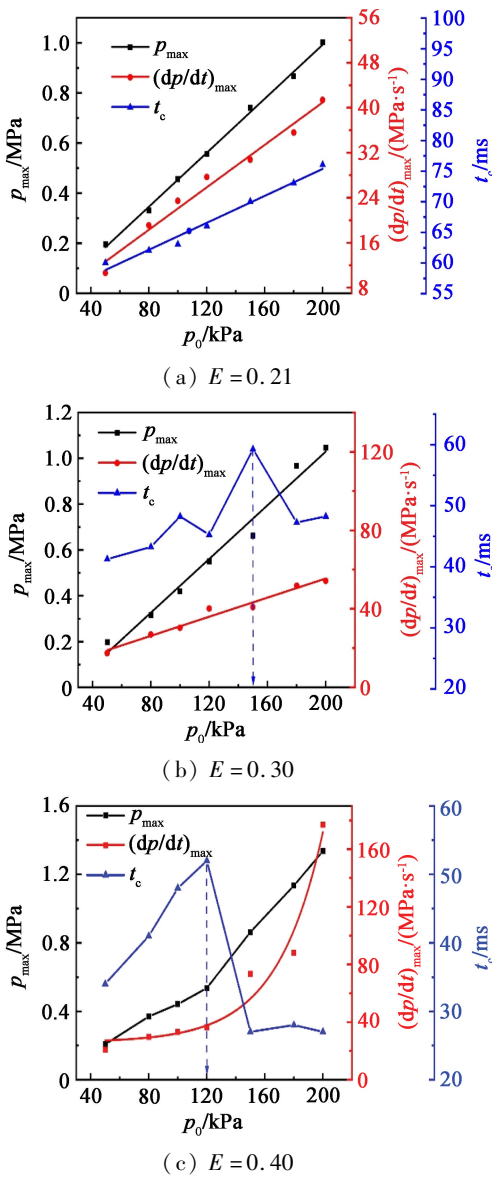 1.0
0.8
0.6
0.4
0.2
0
p_max/MPa
p_max
(dp/dt)_max
t_c
56
48
40
32
24
16
8
(dp/dt)_max/(MPa·s⁻¹)
100
95
90
85
80
75
70
65
60
55
t_c/ms
40 80 120 160 200
p_0/kPa
(a) E=0.21
1.2
1.0
0.8
0.6
0.4
0.2
0
p_max/MPa
p_max
(dp/dt)_max
t_c
120
80
40
0
(dp/dt)_max/(MPa·s⁻¹)
60
50
40
30
20
t_c/ms
40 80 120 160 200
p_0/kPa
(b) E=0.30
1.6
1.2
0.8
0.4
0
p_max/MPa
p_max
(dp/dt)_max
t_c
160
120
80
40
0
(dp/dt)_max/(MPa·s⁻¹)
60
50
40
30
20
t_c/ms
40 80 120 160 200
p_0/kPa
(c) E=0.40